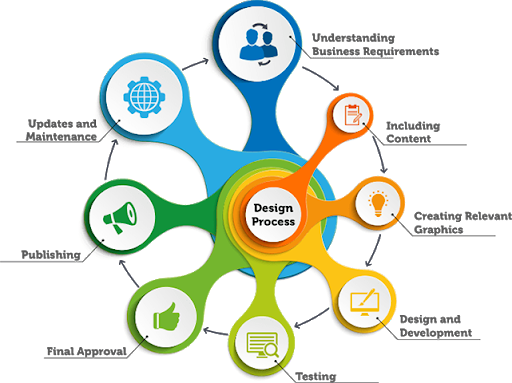 Understanding
Business Requirements
Including
Content
Creating Relevant
Graphics
Design and
Development
Testing
Final Approval
Publishing
Updates and
Maintenance
Design
Process